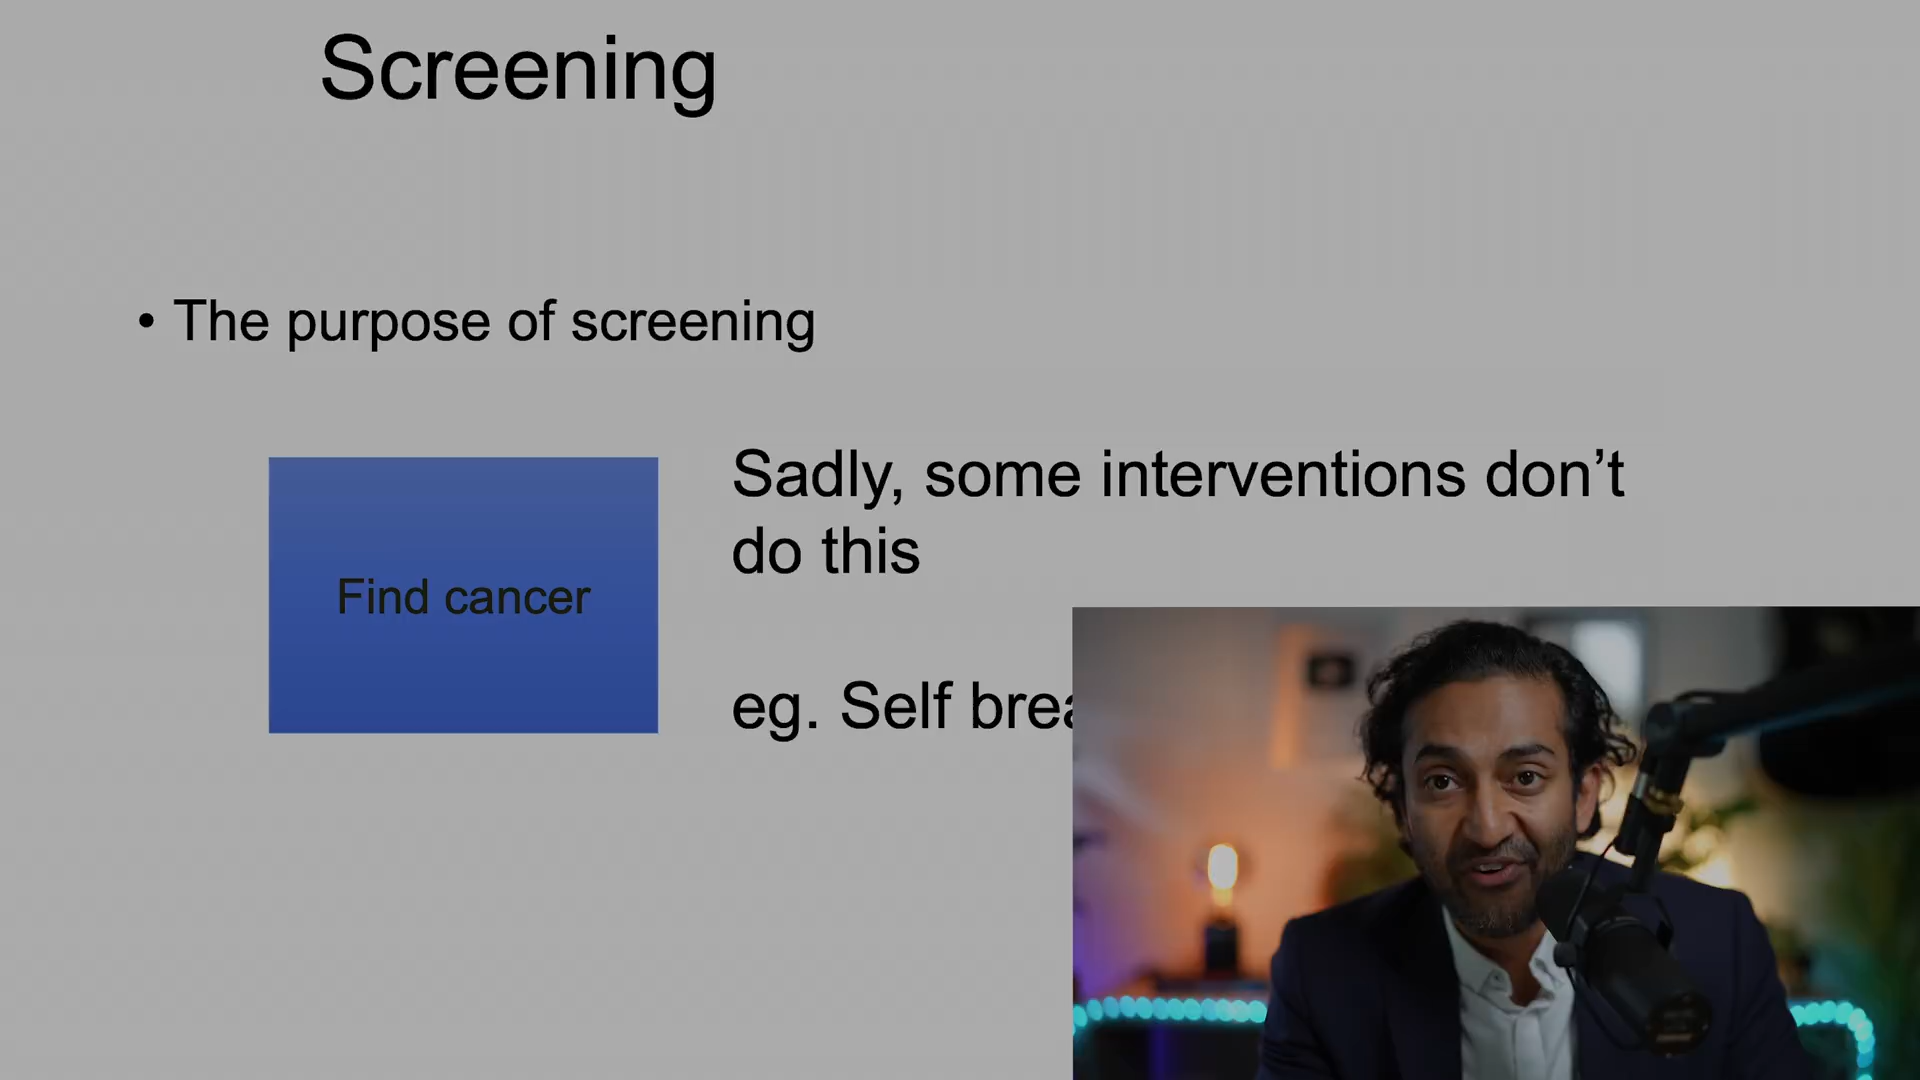 Screening
• The purpose of screening
Find cancer
Sadly, some interventions don’t
do this
eg. Self